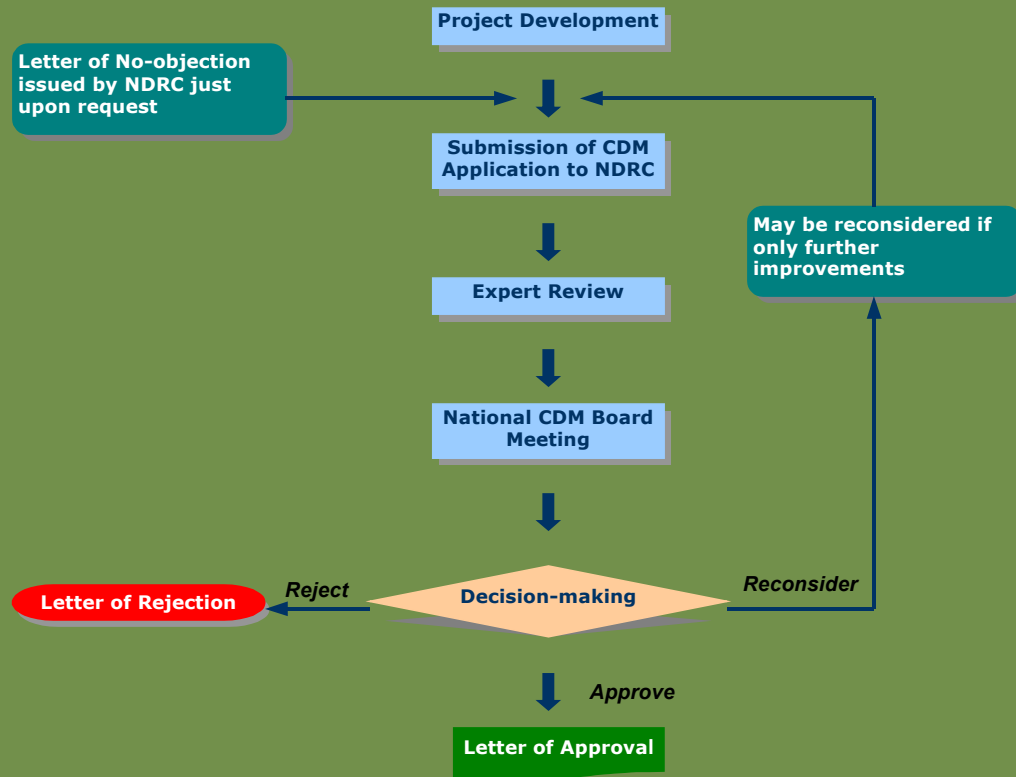 Project Development
Letter of No-objection
issued by NDRC just
upon request
Submission of CDM
Application to NDRC
May be reconsidered if
only further
improvements
Expert Review
National CDM Board
Meeting
Decision-making
Reject
Reconsider
Letter of Rejection
Approve
Letter of Approval